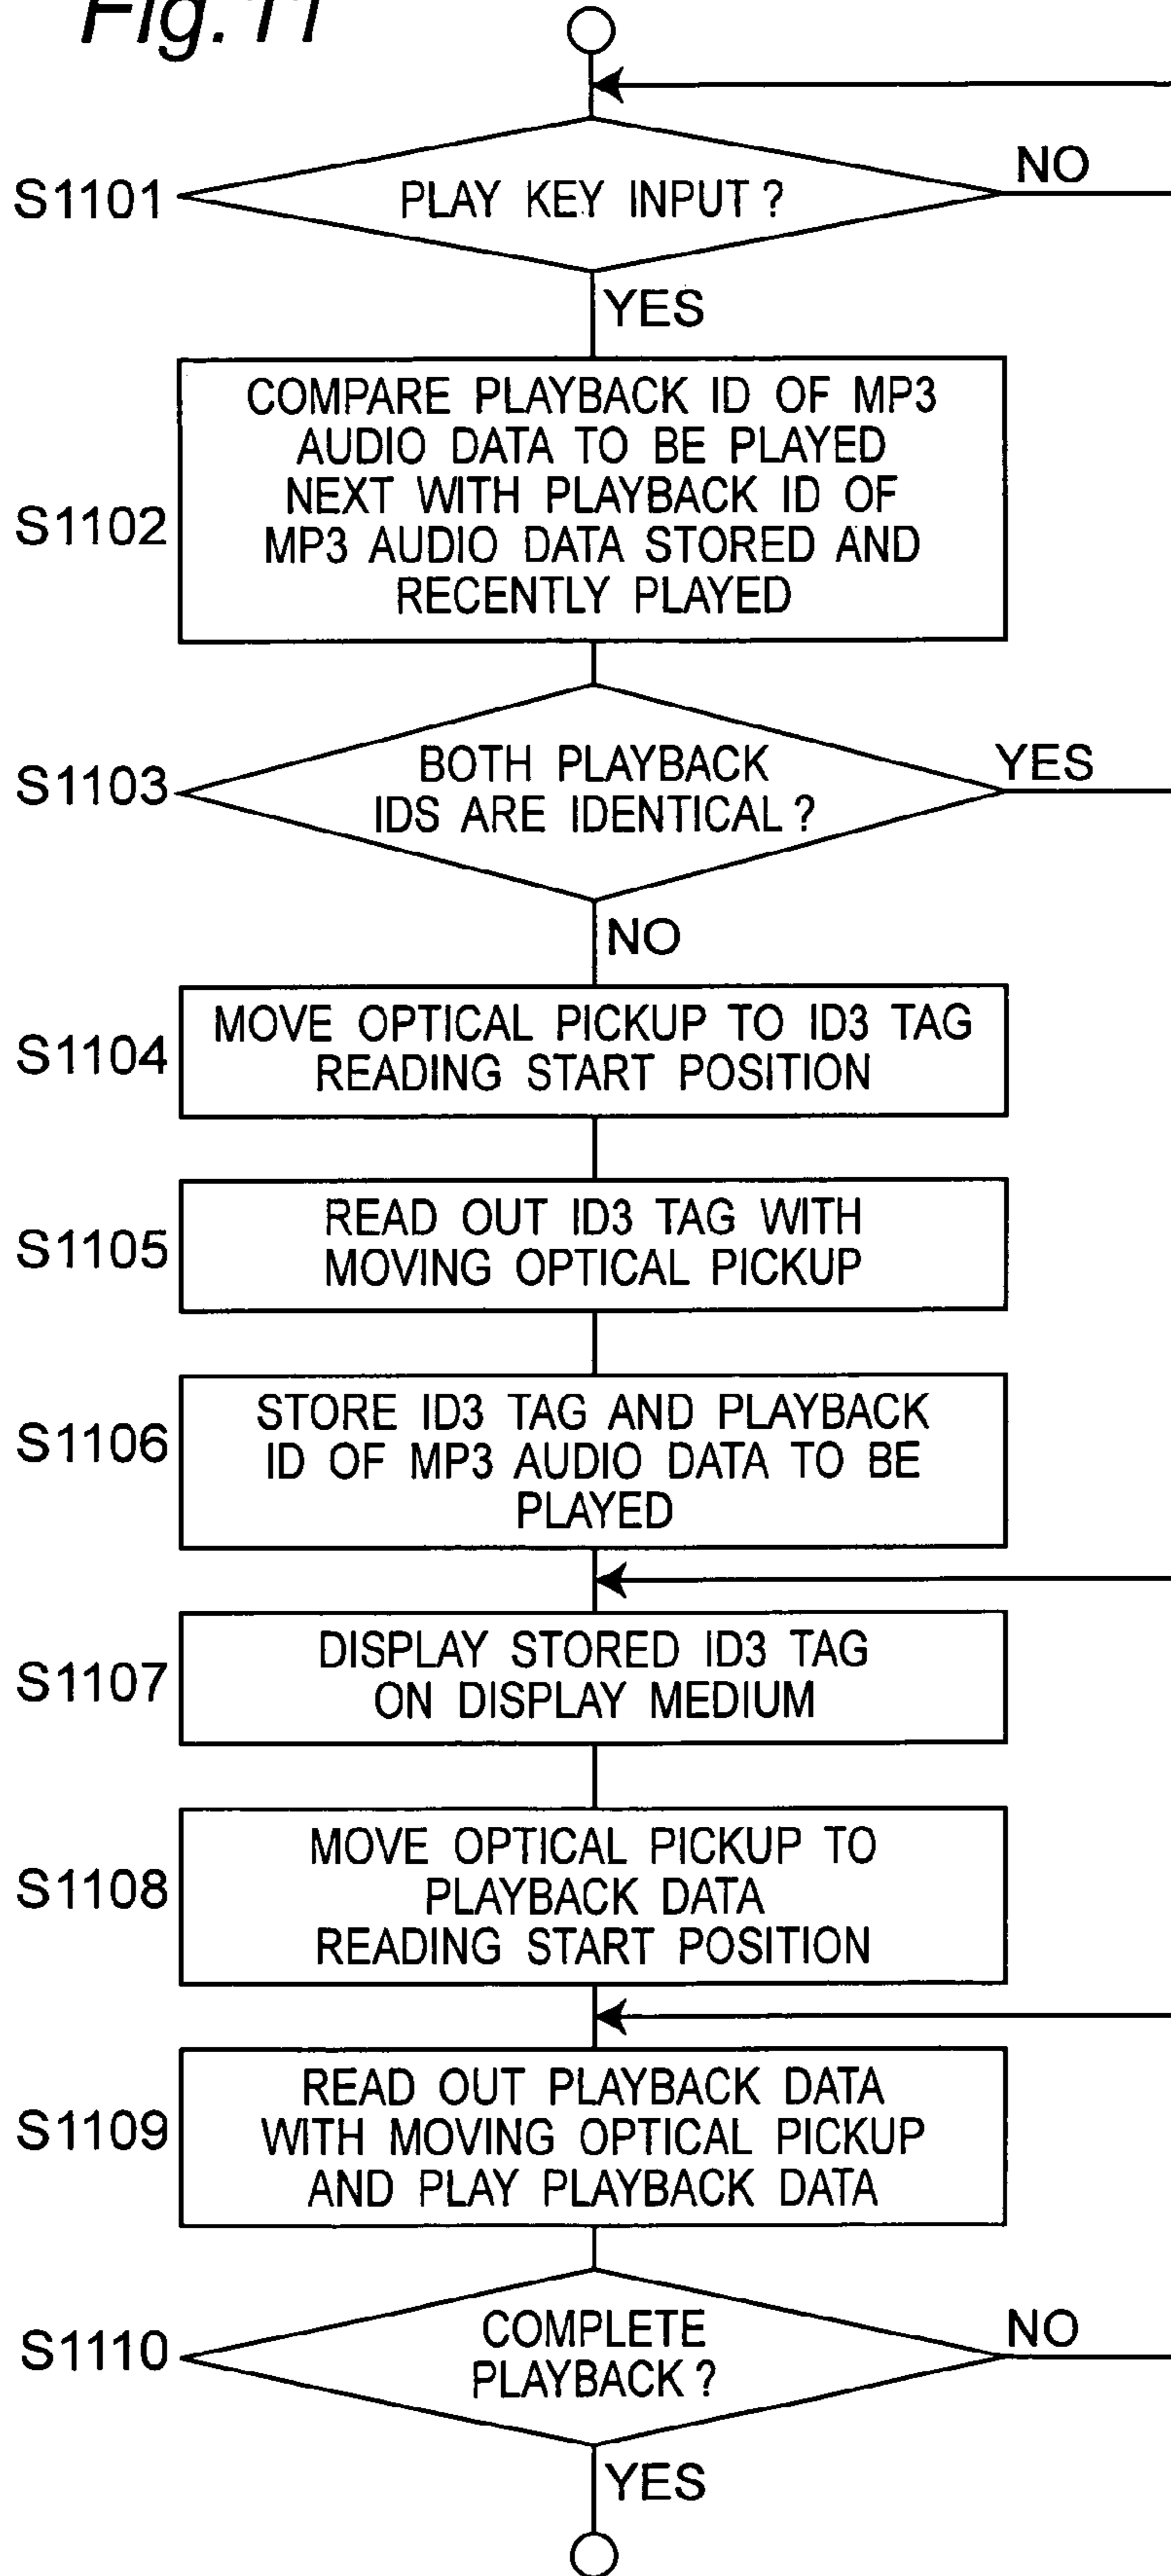 Fig. 11
S1101
PLAY KEY INPUT ?
NO
YES
S1102
COMPARE PLAYBACK ID OF MP3
AUDIO DATA TO BE PLAYED
NEXT WITH PLAYBACK ID OF
MP3 AUDIO DATA STORED AND
RECENTLY PLAYED
S1103
BOTH PLAYBACK
IDS ARE IDENTICAL ?
YES
NO
S1104
MOVE OPTICAL PICKUP TO ID3 TAG
READING START POSITION
S1105
READ OUT ID3 TAG WITH
MOVING OPTICAL PICKUP
S1106
STORE ID3 TAG AND PLAYBACK
ID OF MP3 AUDIO DATA TO BE
PLAYED
S1107
DISPLAY STORED ID3 TAG
ON DISPLAY MEDIUM
S1108
MOVE OPTICAL PICKUP TO
PLAYBACK DATA
READING START POSITION
S1109
READ OUT PLAYBACK DATA
WITH MOVING OPTICAL PICKUP
AND PLAY PLAYBACK DATA
S1110
COMPLETE
PLAYBACK ?
NO
YES